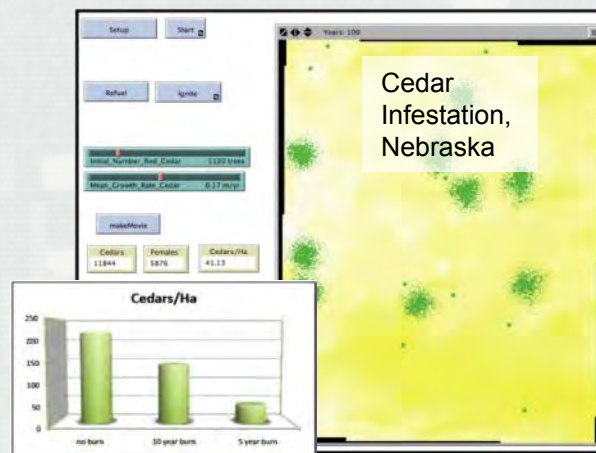 Setup
Start
Years: 100
Cedar
Infestation,
Nebraska
Refuel
Ignite
Initial_Number_Red_Cedar 1120 trees
Mean_Growth_Rate_Cedar 0.17 m/yr
makeMovie
Cedars
11844
Females
5876
Cedars/Ha
41.13
Cedars/Ha
250
200
150
100
50
0
no burn
10 year burn
5 year burn